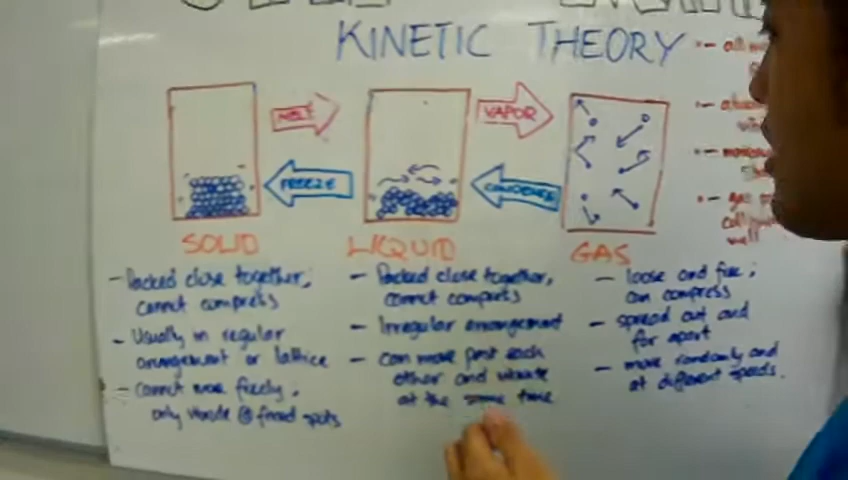 KINETIC THEORY
MELT
VAPOR
FREEZE
CONDENSE
SOLID
LIQUID
GAS
- Packed close together,
cannot compress
- Usually in regular
arrangement or lattice
- Cannot move freely,
only vibrate @ fixed spots
- Packed close together,
cannot compress
- Irregular arrangement
- Can move past each
other and vibrate
at the same time
- loose and free,
can compress
- spread out and
far apart
- move randomly and
at different speeds.
- all
-
-
- gas